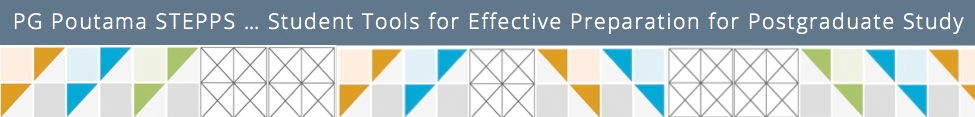 PG Poutama STEPPS ... Student Tools for Effective Preparation for Postgraduate Study